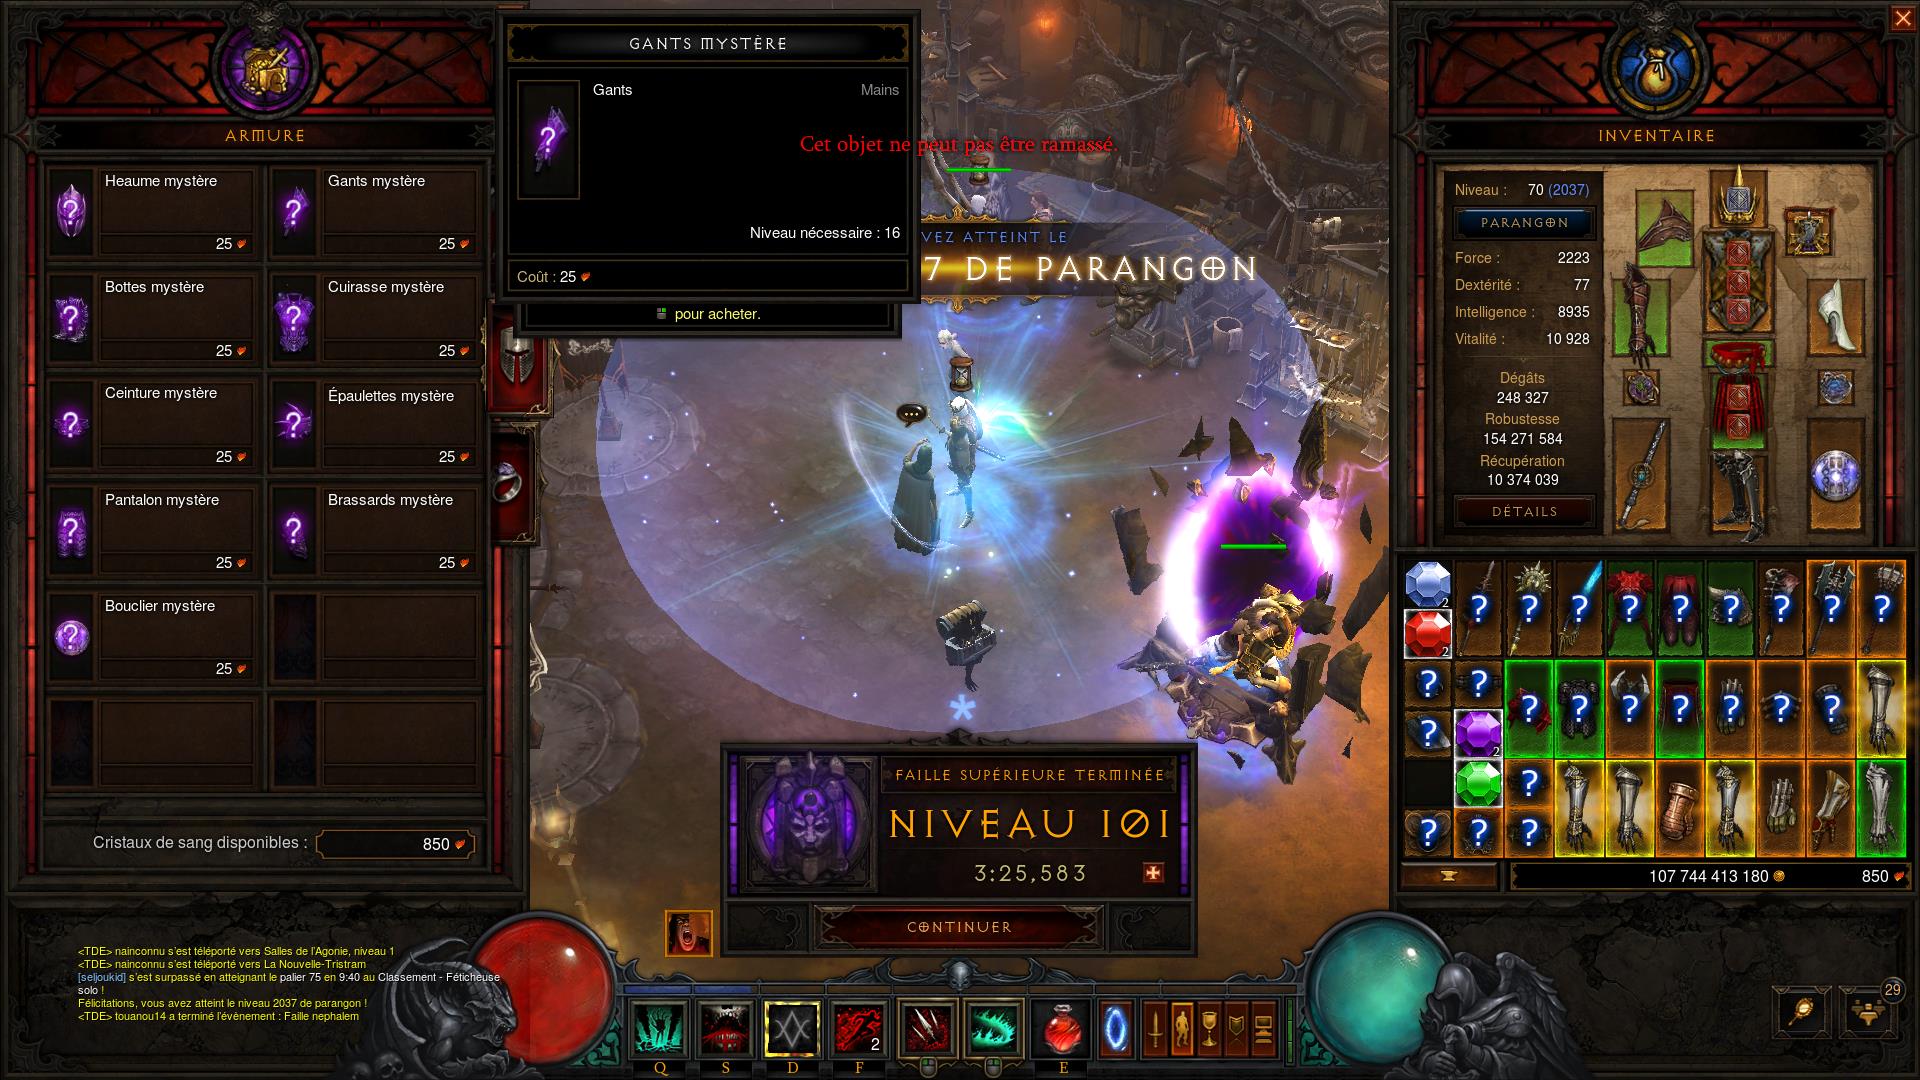 ARMURE
Heaume mystère
25
Gants mystère
25
Bottes mystère
25
Cuirasse mystère
25
Ceinture mystère
25
Épaulettes mystère
25
Pantalon mystère
25
Brassards mystère
25
Bouclier mystère
25
Cristaux de sang disponibles : 850
GANTS MYSTÈRE
Gants
Mains
Niveau nécessaire : 16
Coût : 25
pour acheter.
Cet objet ne peut pas être ramassé.
VEZ ATTEINT LE
7 DE PARANGON
FAILLE SUPÉRIEURE TERMINÉE
NIVEAU 101
3:25,583
CONTINUER
INVENTAIRE
Niveau : 70 (2037)
PARANGON
Force : 2223
Dextérité : 77
Intelligence : 8935
Vitalité : 10 928
Dégâts
248 327
Robustesse
154 271 584
Récupération
10 374 039
DÉTAILS
2
2
2
2
107 744 413 180
850
<TDE> nainconnu s'est téléporté vers Salles de l'Agonie, niveau 1
<TDE> nainconnu s'est téléporté vers La Nouvelle-Tristram
[seljoukid] s'est surpassé en atteignant le palier 75 en 9:40 au Classement - Féticheuse
solo !
Félicitations, vous avez atteint le niveau 2037 de parangon !
<TDE> touanou14 a terminé l'évènement : Faille nephalem
2
Q
S
D
F
E
29